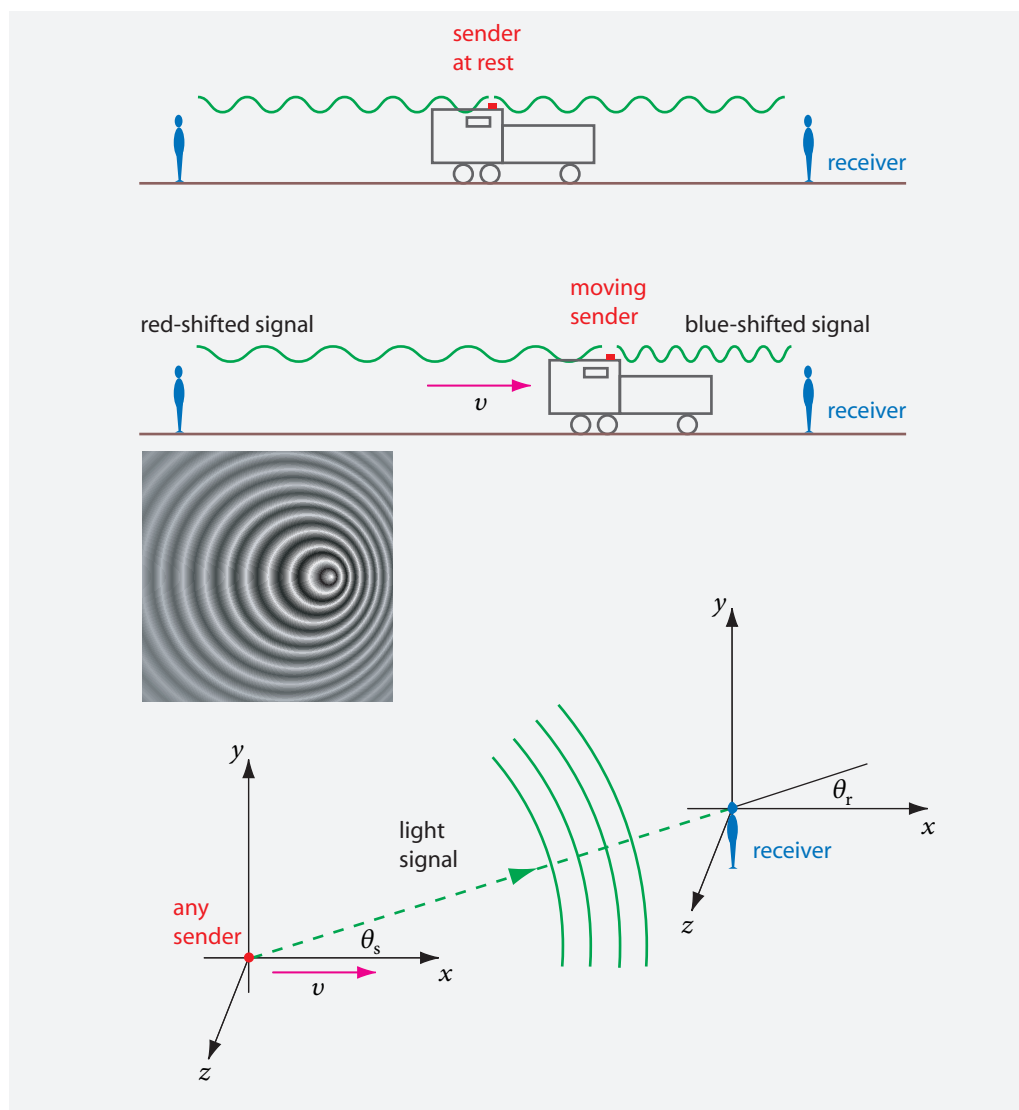 sender
at rest
receiver
moving
sender
red-shifted signal
blue-shifted signal
v
receiver
y
θr
x
receiver
z
y
light
signal
any
sender
θs
x
v
z